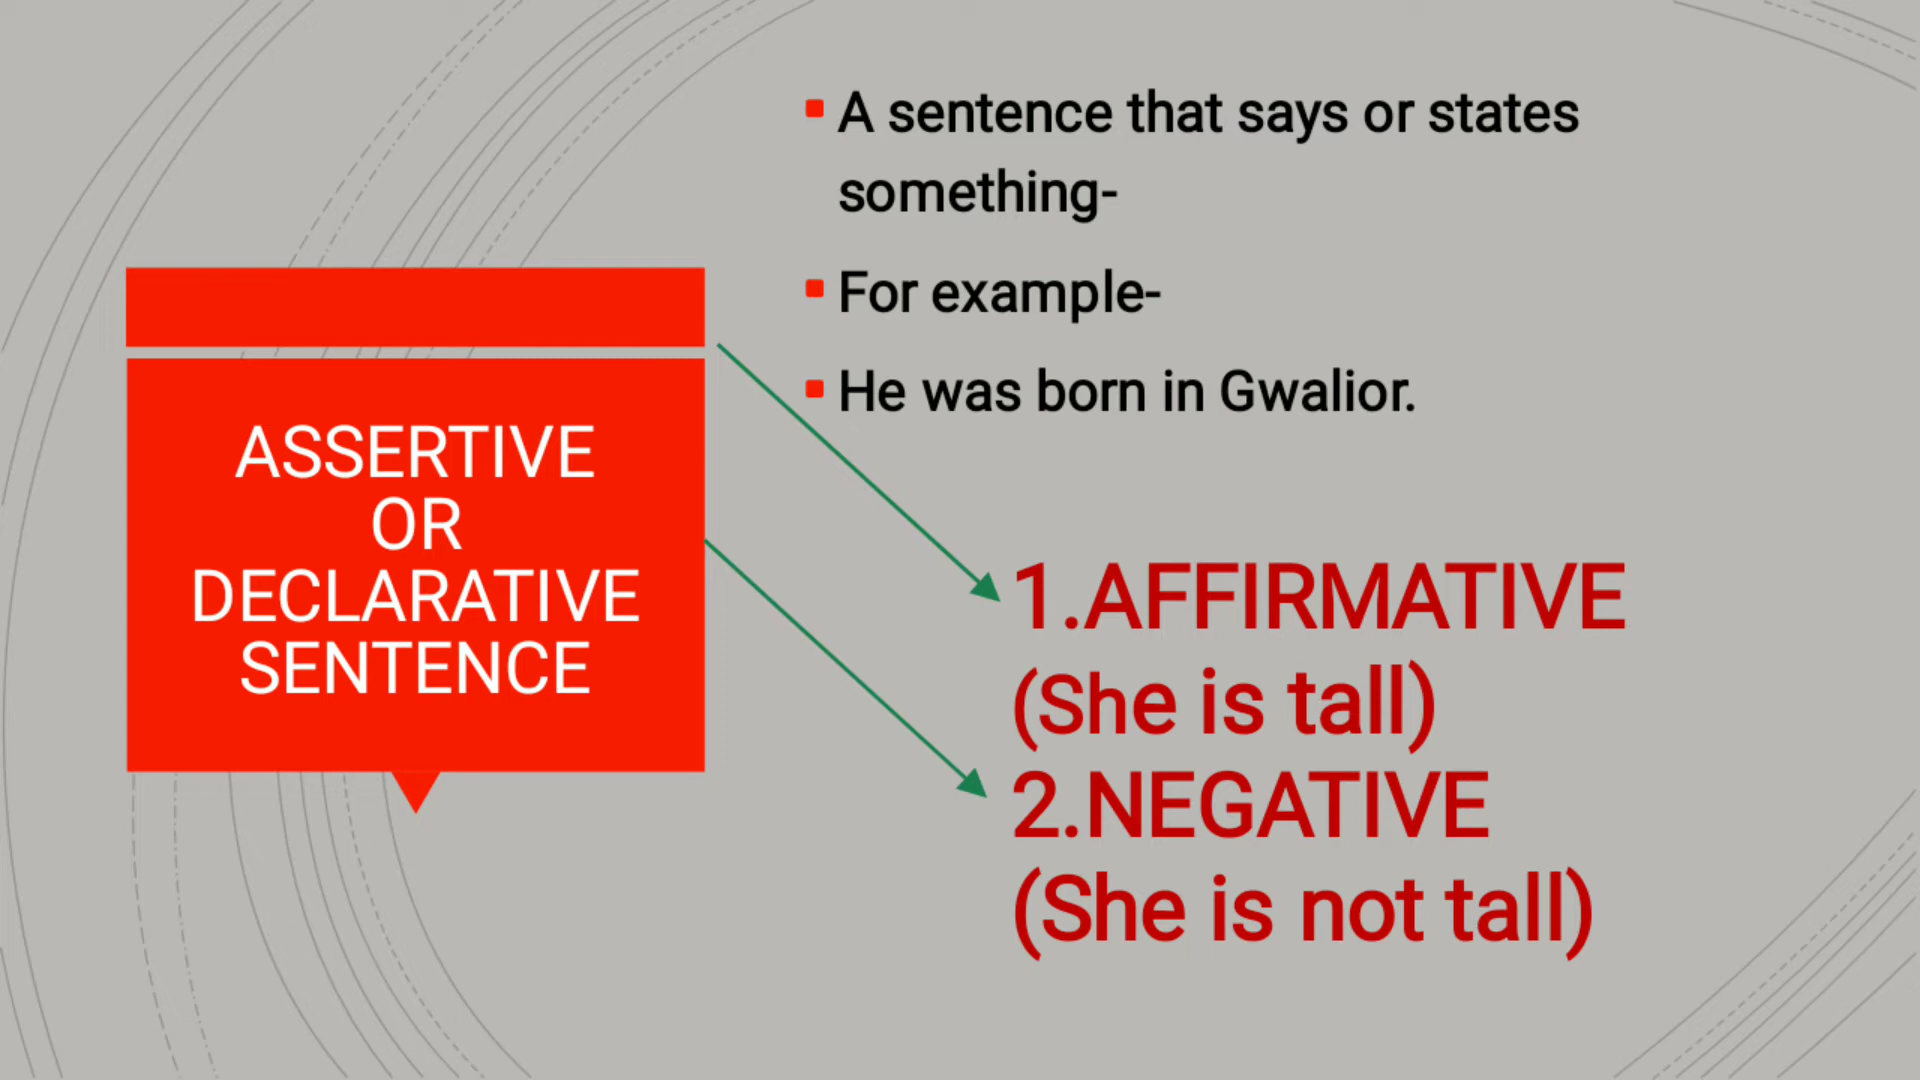 ASSERTIVE
OR
DECLARATIVE
SENTENCE
A sentence that says or states
something-
For example-
He was born in Gwalior.
1.AFFIRMATIVE
(She is tall)
2.NEGATIVE
(She is not tall)